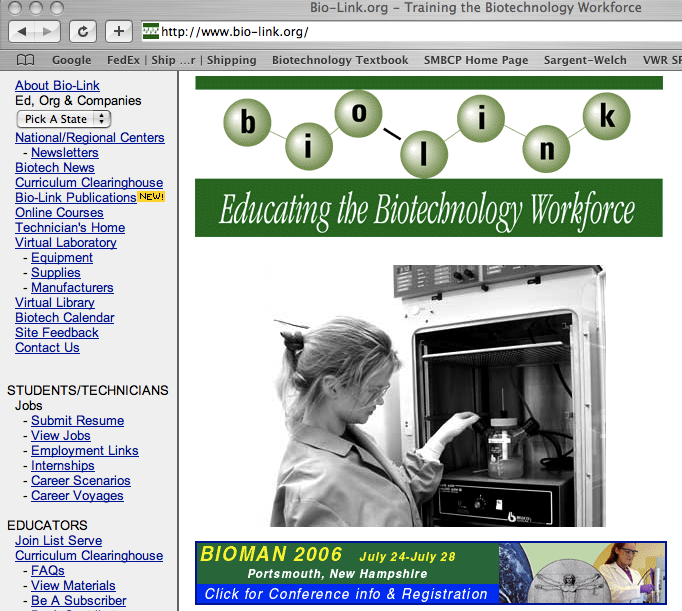 Bio-Link.org – Training the Biotechnology Workforce
http://www.bio-link.org/
Google FedEx | Ship ...r | Shipping Biotechnology Textbook SMBCP Home Page Sargent-Welch VWR
About Bio-Link
Ed, Org & Companies
Pick A State
National/Regional Centers
- Newsletters
Biotech News
Curriculum Clearinghouse
Bio-Link Publications NEW!
Online Courses
Technician's Home
Virtual Laboratory
- Equipment
- Supplies
- Manufacturers
Virtual Library
Biotech Calendar
Site Feedback
Contact Us
STUDENTS/TECHNICIANS
Jobs
- Submit Resume
- View Jobs
- Employment Links
- Internships
- Career Scenarios
- Career Voyages
EDUCATORS
Join List Serve
Curriculum Clearinghouse
- FAQs
- View Materials
- Be A Subscriber
b i o l i n k
Educating the Biotechnology Workforce
BIOMAN 2006 July 24-July 28
Portsmouth, New Hampshire
Click for Conference info & Registration